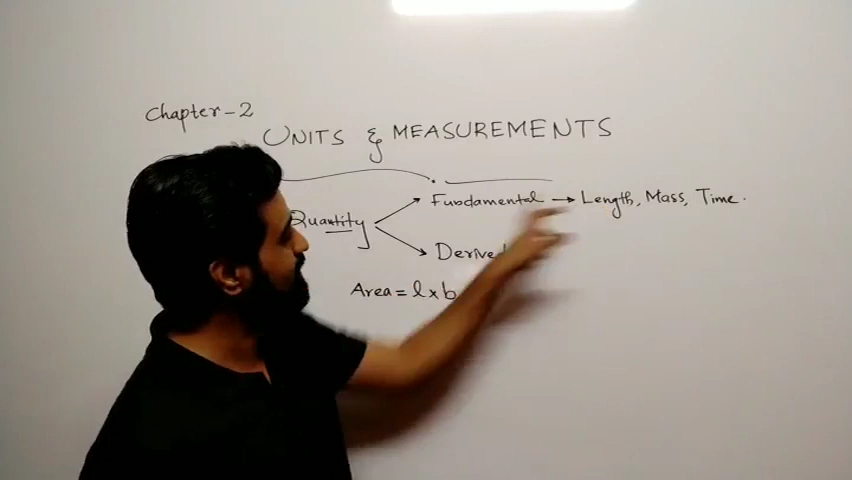 Chapter-2
UNITS & MEASUREMENTS
Quantity
Fundamental → Length, Mass, Time.
Derived
Area = l × b